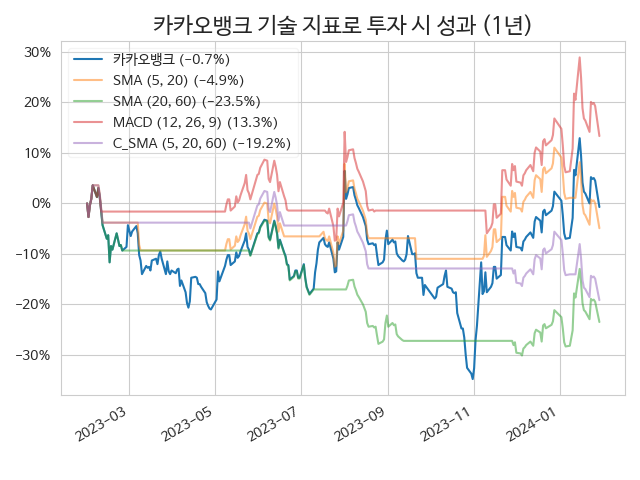 카카오뱅크 기술 지표로 투자 시 성과 (1년)
카카오뱅크 (−0.7%)
SMA (5, 20) (−4.9%)
SMA (20, 60) (−23.5%)
MACD (12, 26, 9) (13.3%)
C_SMA (5, 20, 60) (−19.2%)
30%
20%
10%
0%
−10%
−20%
−30%
2023−03
2023−05
2023−07
2023−09
2023−11
2024−01